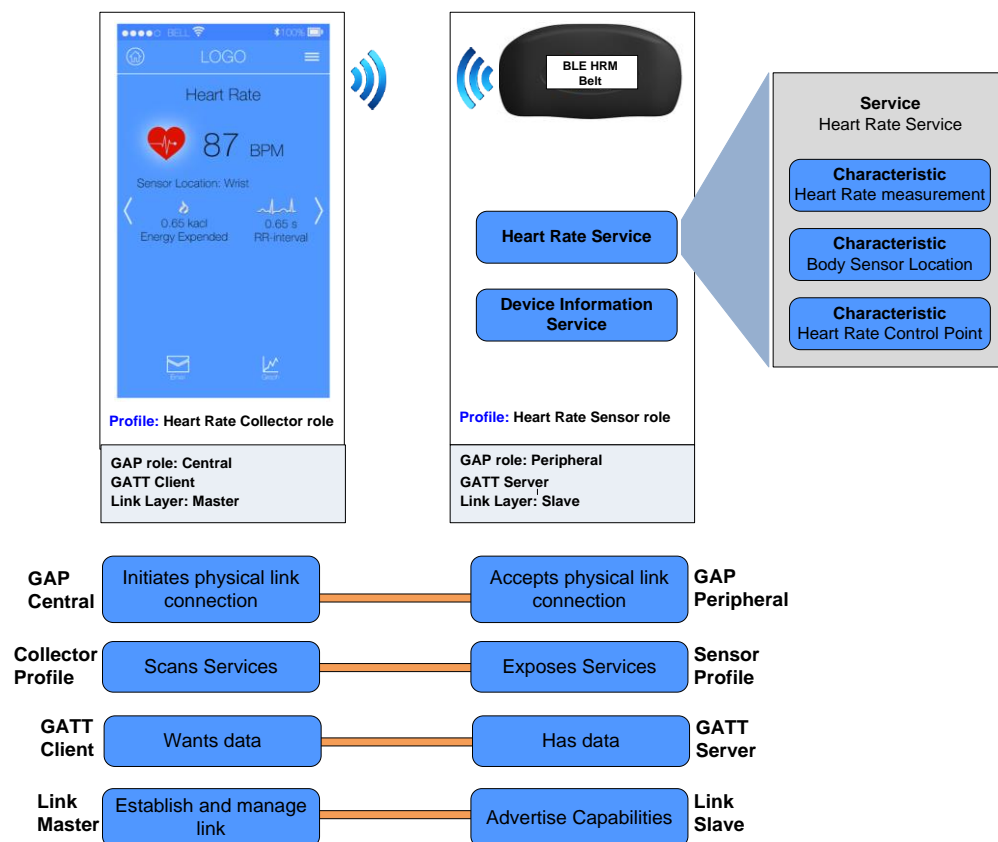 BELL
100%
LOGO
Heart Rate
87 BPM
Sensor Location: Wrist
0.65 kacl
Energy Expended
0.65 s
RR-interval
Email
Graph
Profile: Heart Rate Collector role
GAP role: Central
GATT Client
Link Layer: Master
BLE HRM
Belt
Heart Rate Service
Device Information
Service
Profile: Heart Rate Sensor role
GAP role: Peripheral
GATT Server
Link Layer: Slave
Service
Heart Rate Service
Characteristic
Heart Rate measurement
Characteristic
Body Sensor Location
Characteristic
Heart Rate Control Point
GAP
Central
Initiates physical link
connection
Accepts physical link
connection
GAP
Peripheral
Collector
Profile
Scans Services
Exposes Services
Sensor
Profile
GATT
Client
Wants data
Has data
GATT
Server
Link
Master
Establish and manage
link
Advertise Capabilities
Link
Slave